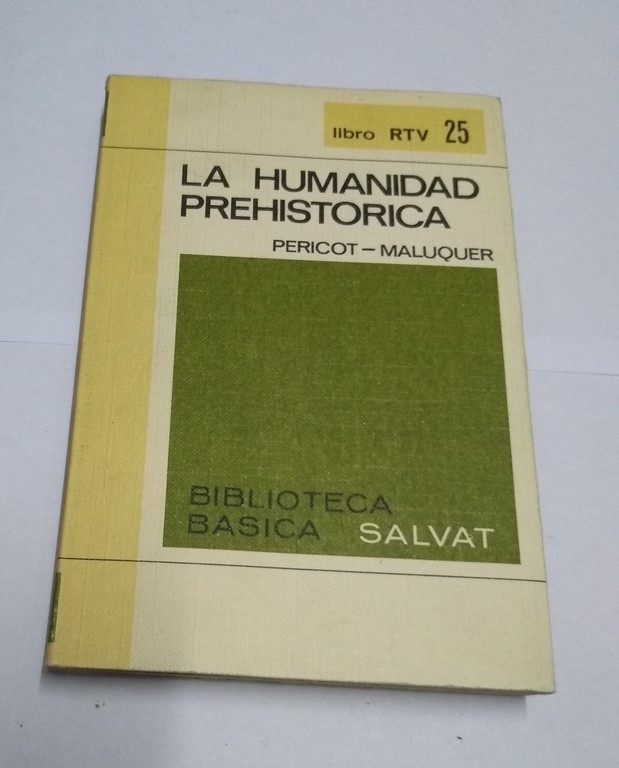 libro RTV 25
LA HUMANIDAD
PREHISTORICA
PERICOT — MALUQUER
BIBLIOTECA
BASICA SALVAT